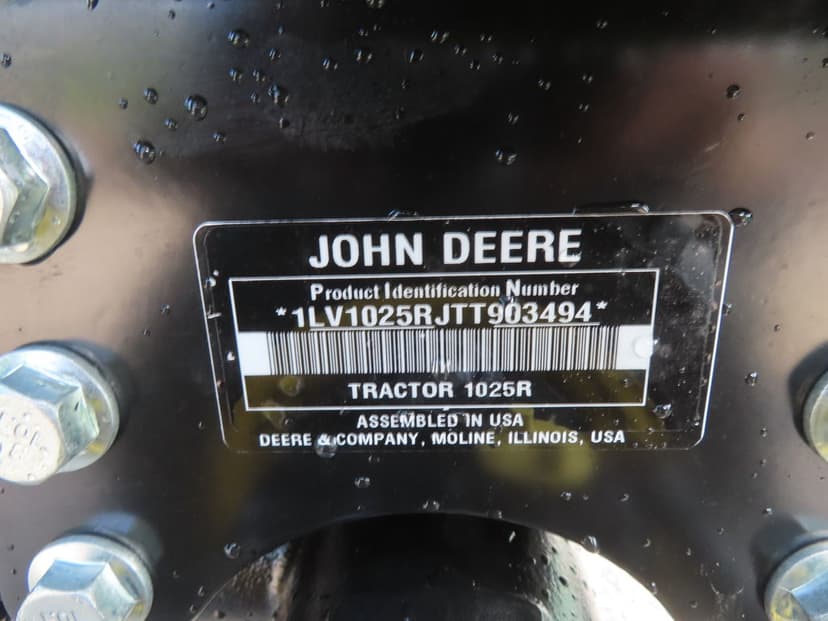 JOHN DEERE
Product Identification Number
*1LV1025RJTT903494*
TRACTOR 1025R
ASSEMBLED IN USA
DEERE & COMPANY, MOLINE, ILLINOIS, USA